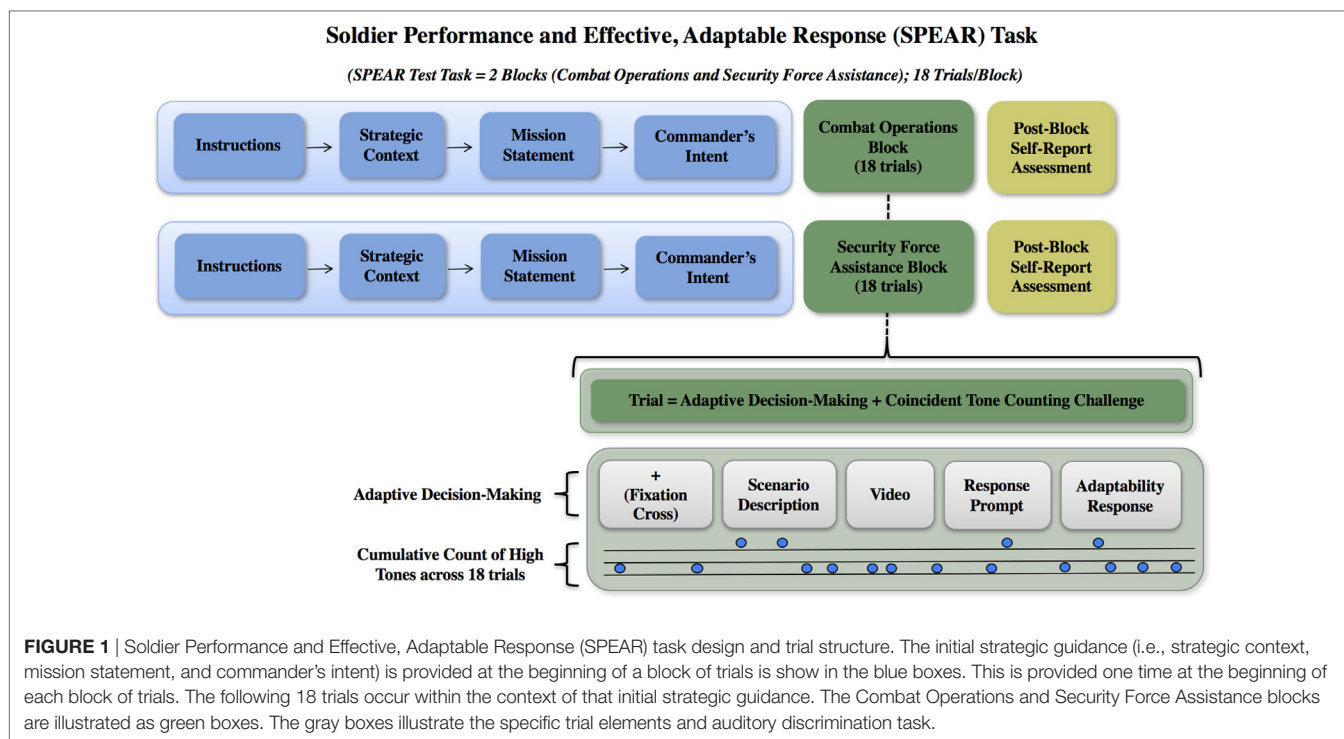 Soldier Performance and Effective, Adaptable Response (SPEAR) Task
(SPEAR Test Task = 2 Blocks (Combat Operations and Security Force Assistance); 18 Trials/Block)
Instructions
Strategic
Context
Mission
Statement
Commander's
Intent
Combat Operations
Block
(18 trials)
Post-Block
Self-Report
Assessment
Instructions
Strategic
Context
Mission
Statement
Commander's
Intent
Security Force
Assistance Block
(18 trials)
Post-Block
Self-Report
Assessment
Trial = Adaptive Decision-Making + Coincident Tone Counting Challenge
Adaptive Decision-Making
+
(Fixation
Cross)
Scenario
Description
Video
Response
Prompt
Adaptability
Response
Cumulative Count of High
Tones across 18 trials
FIGURE 1 | Soldier Performance and Effective, Adaptable Response (SPEAR) task design and trial structure. The initial strategic guidance (i.e., strategic context,
mission statement, and commander's intent) is provided at the beginning of a block of trials is show in the blue boxes. This is provided one time at the beginning of
each block of trials. The following 18 trials occur within the context of that initial strategic guidance. The Combat Operations and Security Force Assistance blocks
are illustrated as green boxes. The gray boxes illustrate the specific trial elements and auditory discrimination task.